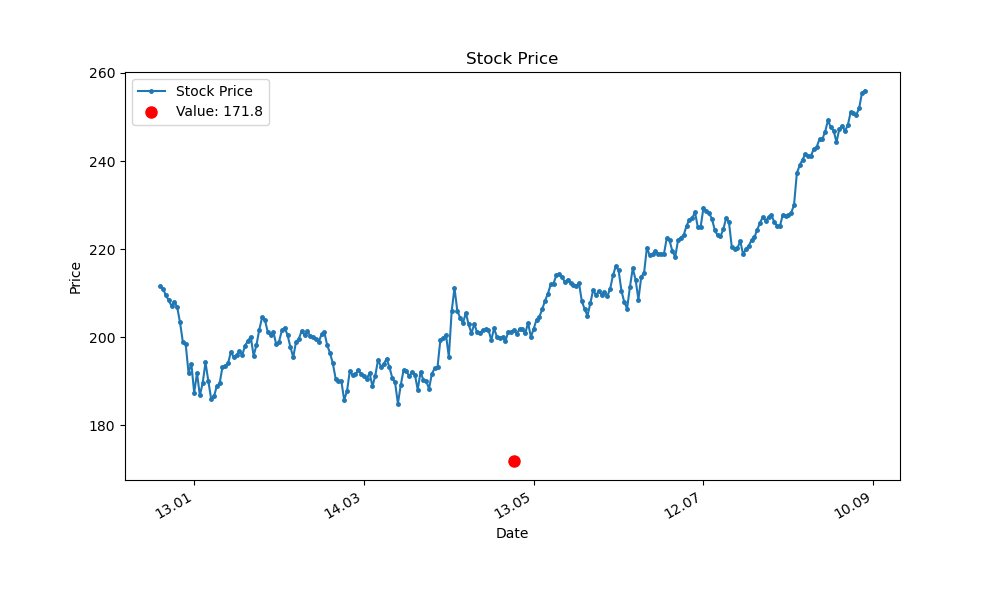 Stock Price
260
240
220
200
180
Price
Stock Price
Value: 171.8
13.01
14.03
13.05
12.07
10.09
Date